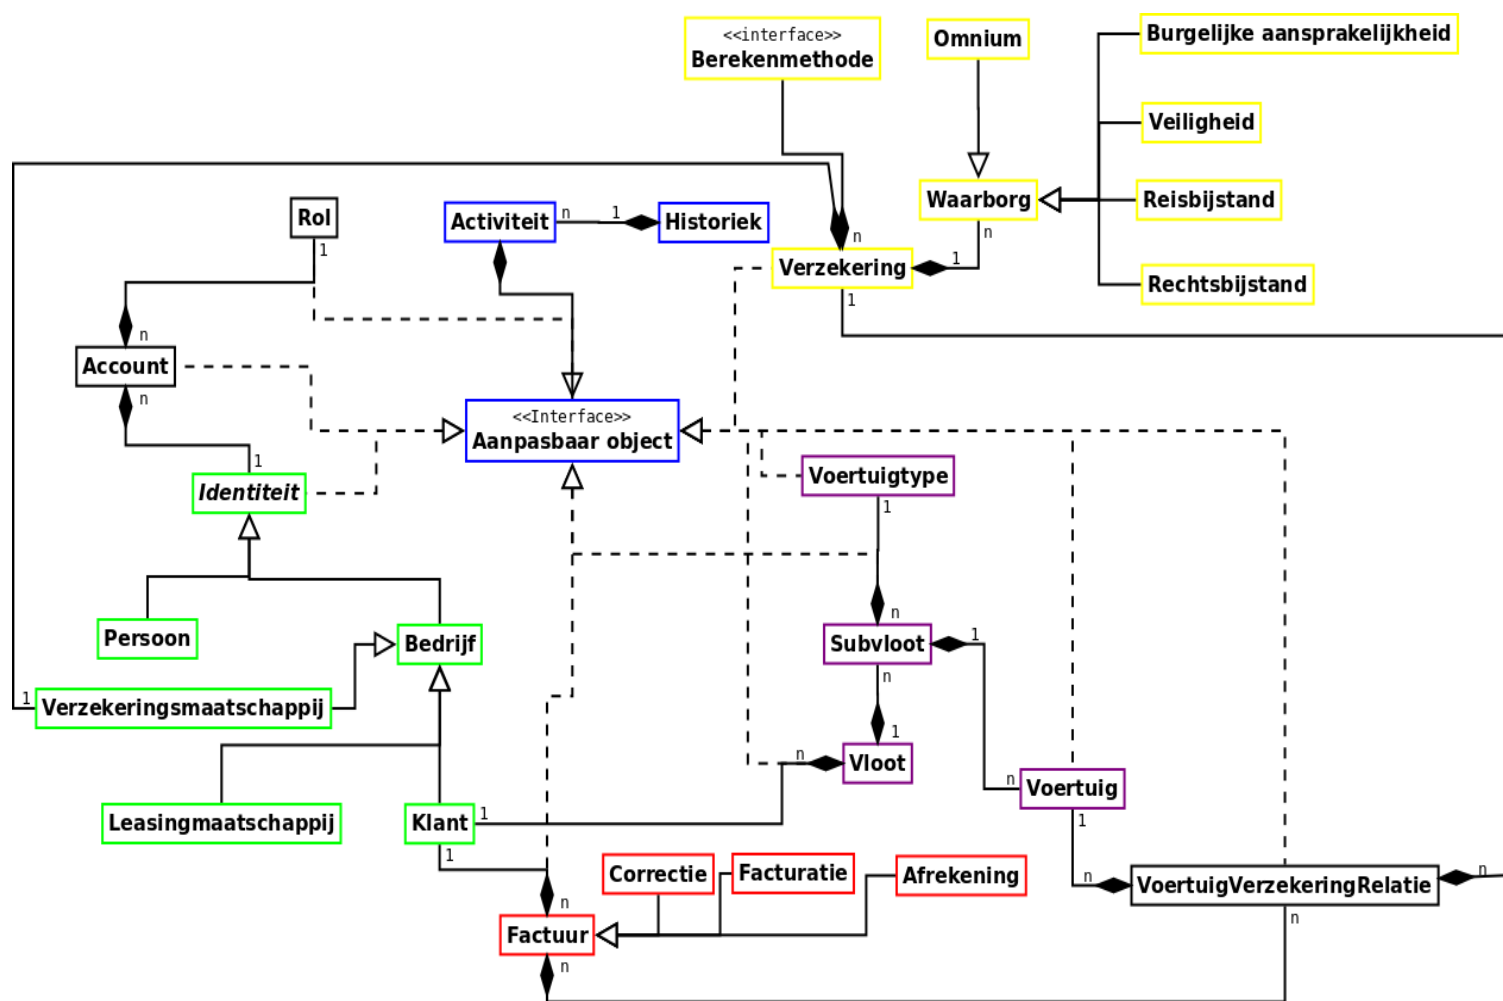 <<interface>>
Berekenmethode
Omnium
Burgelijke aansprakelijkheid
Veiligheid
Waarborg
n
Reisbijstand
Rol
1
Activiteit
n
1
Historiek
n
Verzekering
1
1
Rechtsbijstand
n
Account
n
<<Interface>>
Aanpasbaar object
1
Identiteit
Voertuigtype
1
n
Persoon
Bedrijf
Subvloot
1
n
1
Verzekeringsmaatschappij
1
n
Vloot
n
Voertuig
1
Leasingmaatschappij
Klant
1
1
Correctie
Facturatie
Afrekening
n
VoertuigVerzekeringRelatie
n
n
n
Factuur
n